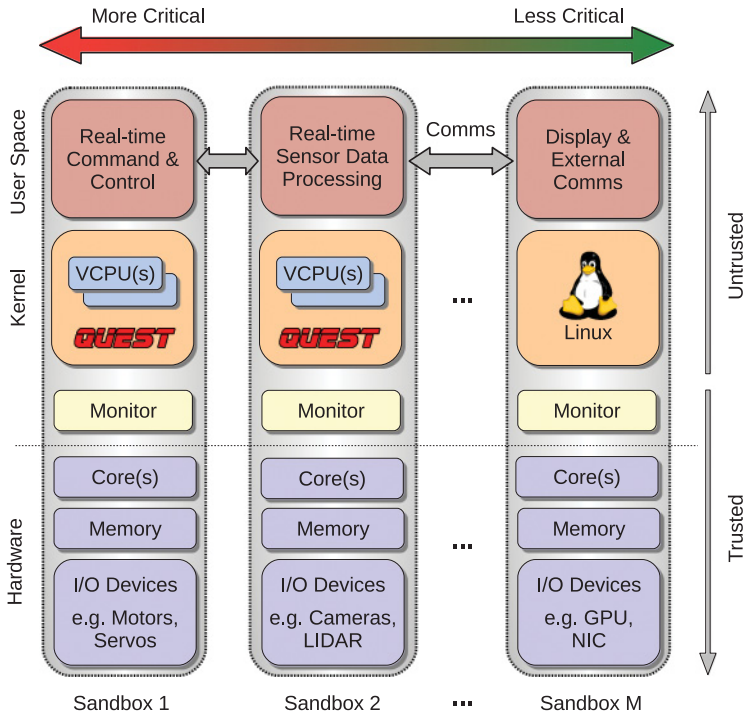 More Critical
Less Critical
User Space
Real-time
Command &
Control
Real-time
Sensor Data
Processing
Comms
Display &
External
Comms
Untrusted
Kernel
VCPU(s)
QUEST
VCPU(s)
QUEST
...
Linux
Monitor
Monitor
Monitor
Hardware
Core(s)
Core(s)
Core(s)
Memory
Memory
...
Memory
Trusted
I/O Devices
e.g. Motors,
Servos
I/O Devices
e.g. Cameras,
LIDAR
I/O Devices
e.g. GPU,
NIC
Sandbox 1
Sandbox 2
...
Sandbox M